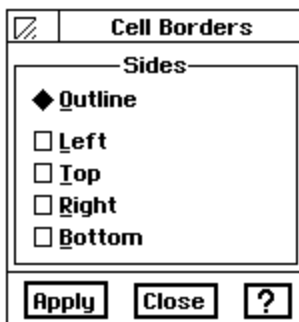 Cell Borders
Sides
Outline
Left
Top
Right
Bottom
Apply Close ?